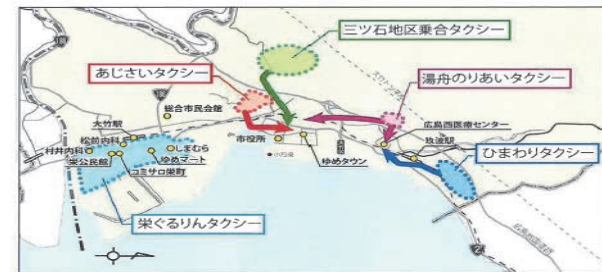 三ツ石地区乗合タクシー
あじさいタクシー
湯舟のりあいタクシー
総合市民会館
大竹駅
広島西医療センター
松前内科
しまむら
市役所
玖波駅
村井内科
ゆめマート
ゆめタウン
ひまわりタクシー
栄公民館
コミサロ栄町
小方港
栄ぐるりんタクシー
2